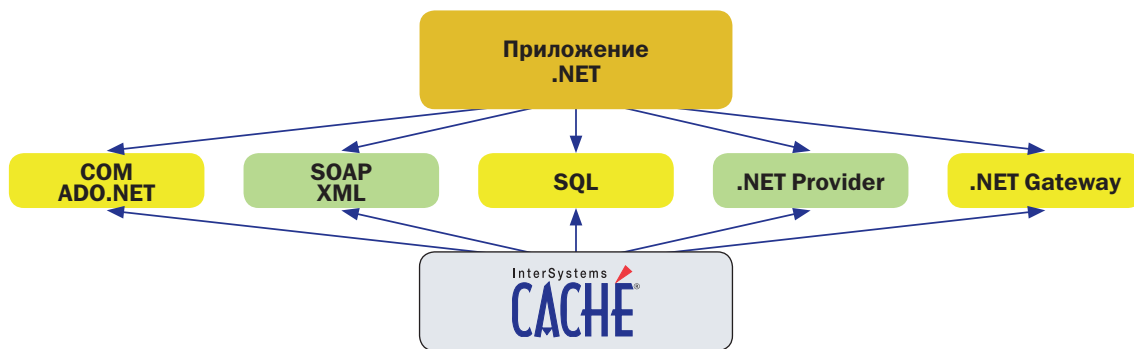 Приложение
.NET
COM
ADO.NET
SOAP
XML
SQL
.NET Provider
.NET Gateway
InterSystems
CACHÉ®